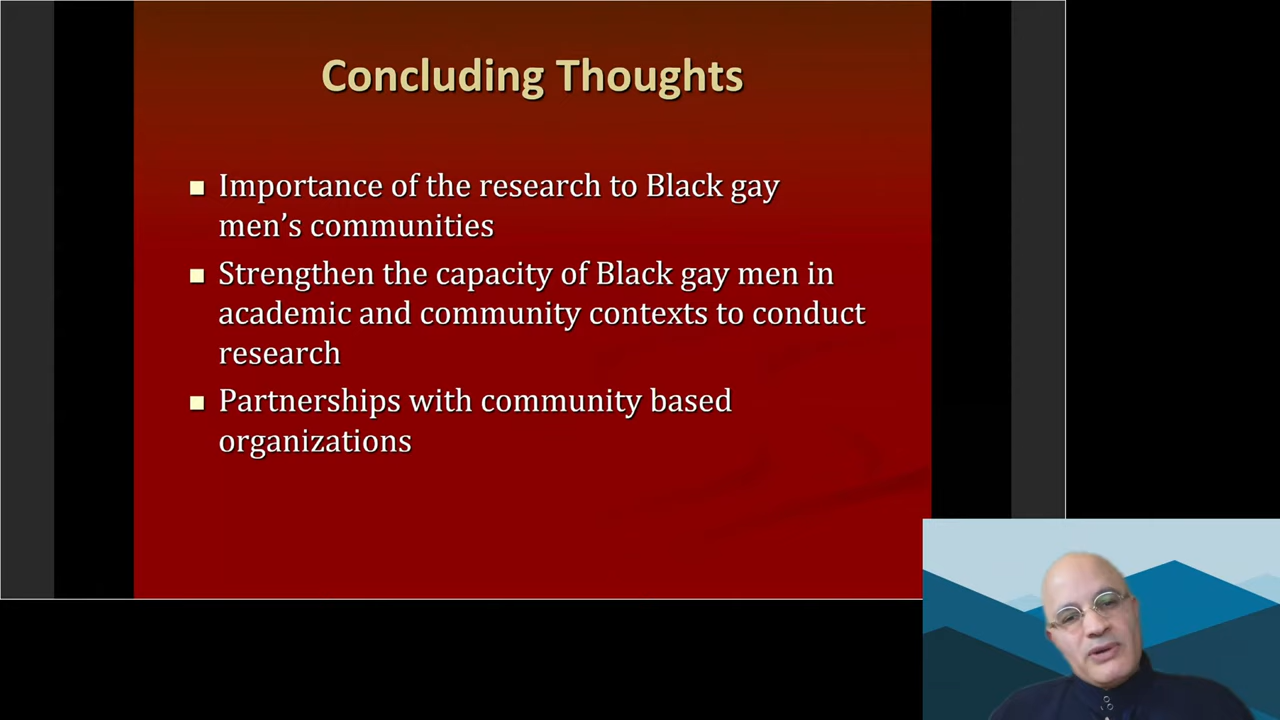 Concluding Thoughts
Importance of the research to Black gay
men’s communities
Strengthen the capacity of Black gay men in
academic and community contexts to conduct
research
Partnerships with community based
organizations